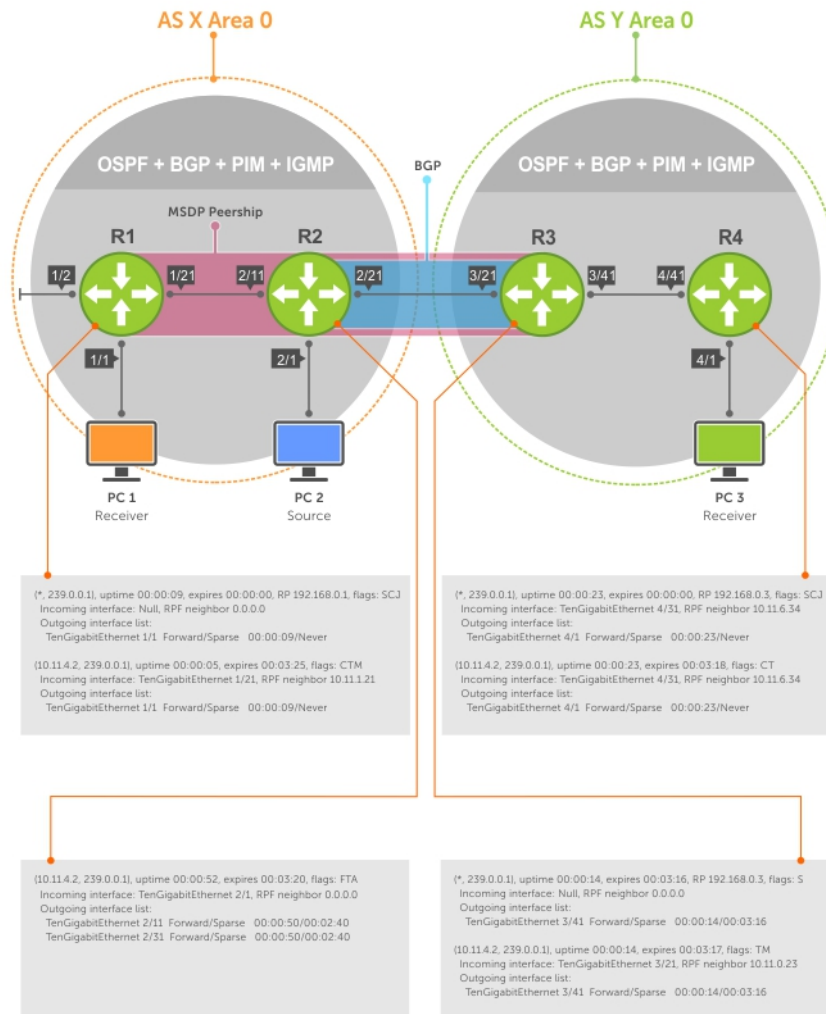 AS X Area 0
AS Y Area 0
OSPF + BGP + PIM + IGMP
BGP
OSPF + BGP + PIM + IGMP
MSDP Peership
R1
R2
R3
R4
1/2
1/21
2/11
2/21
3/21
3/41
4/41
1/1
2/1
4/1
PC 1
Receiver
PC 2
Source
PC 3
Receiver
(*, 239.0.0.1), uptime 00:00:09, expires 00:00:00, RP 192.168.0.1, flags: SCJ
Incoming interface: Null, RPF neighbor 0.0.0.0
Outgoing interface list:
TenGigabitEthernet 1/1 Forward/Sparse 00:00:09/Never
(10.11.4.2, 239.0.0.1), uptime 00:00:05, expires 00:03:25, flags: CTM
Incoming interface: TenGigabitEthernet 1/21, RPF neighbor 10.11.1.21
Outgoing interface list:
TenGigabitEthernet 1/1 Forward/Sparse 00:00:09/Never
(*, 239.0.0.1), uptime 00:00:23, expires 00:00:00, RP 192.168.0.3, flags: SCJ
Incoming interface: TenGigabitEthernet 4/31, RPF neighbor 10.11.6.34
Outgoing interface list:
TenGigabitEthernet 4/1 Forward/Sparse 00:00:23/Never
(10.11.4.2, 239.0.0.1), uptime 00:00:23, expires 00:03:18, flags: CT
Incoming interface: TenGigabitEthernet 4/31, RPF neighbor 10.11.6.34
Outgoing interface list:
TenGigabitEthernet 4/1 Forward/Sparse 00:00:23/Never
(10.11.4.2, 239.0.0.1), uptime 00:00:52, expires 00:03:20, flags: FTA
Incoming interface: TenGigabitEthernet 2/1, RPF neighbor 0.0.0.0
Outgoing interface list:
TenGigabitEthernet 2/11 Forward/Sparse 00:00:50/00:02:40
TenGigabitEthernet 2/31 Forward/Sparse 00:00:50/00:02:40
(*, 239.0.0.1), uptime 00:00:14, expires 00:03:16, RP 192.168.0.3, flags: S
Incoming interface: Null, RPF neighbor 0.0.0.0
Outgoing interface list:
TenGigabitEthernet 3/41 Forward/Sparse 00:00:14/00:03:16
(10.11.4.2, 239.0.0.1), uptime 00:00:14, expires 00:03:17, flags: TM
Incoming interface: TenGigabitEthernet 3/21, RPF neighbor 10.11.0.23
Outgoing interface list:
TenGigabitEthernet 3/41 Forward/Sparse 00:00:14/00:03:16